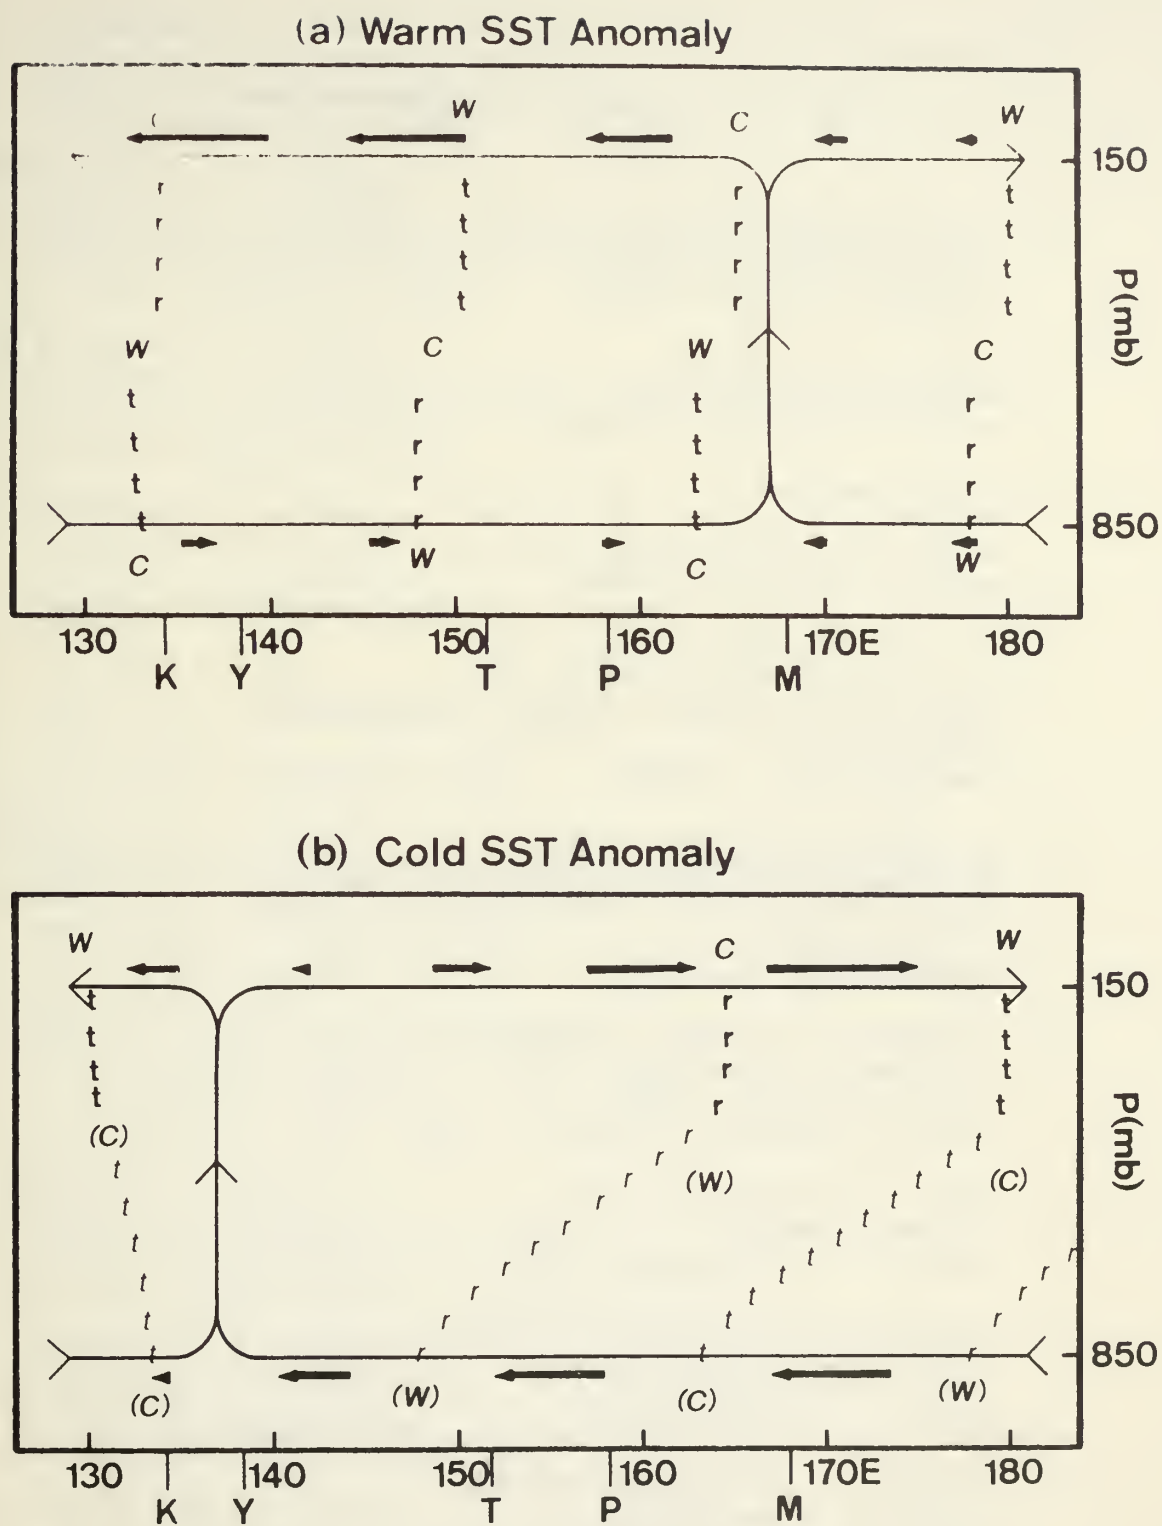 (a) Warm SST Anomaly
W C W
150
r t r t
r t r t
r t r t
r t r t
P(mb)
W C W C
t r t r
t r t r
t r t r
t r t r
850
C W C W
130 140 150 160 170E 180
K Y T P M
(b) Cold SST Anomaly
W C W
150
t r t
t r t
t r t
t r t
P(mb)
(C) r t
r t
(W) (C)
t r t
t r t
t r t r
r t r
t r t r
t r t r
t r t r
850
(C) (W) (C) (W)
130 140 150 160 170E 180
K Y T P M